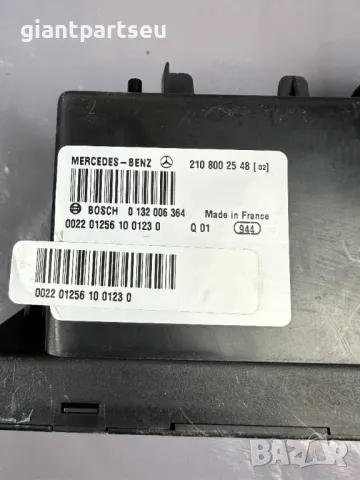 giantpartseu
MERCEDES-BENZ 210 800 25 48 [02]
BOSCH 0 132 006 364 Made in France
0022 01256 10 0123 0 Q 01 944
0022 01256 10 0123 0
BAZAR